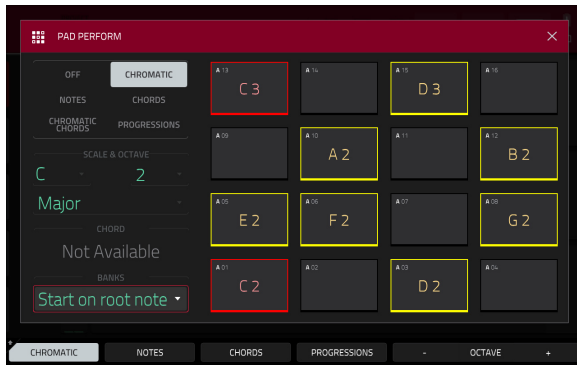 PAD PERFORM
OFF CHROMATIC
NOTES CHORDS
CHROMATIC CHORDS PROGRESSIONS
SCALE & OCTAVE
C 2
Major
CHORD
Not Available
BANKS
Start on root note
A 13 A 14 A 15 A 16
C 3 D 3
A 09 A 10 A 11 A 12
A 2 B 2
A 05 A 06 A 07 A 08
E 2 F 2 G 2
A 01 A 02 A 03 A 04
C 2 D 2
CHROMATIC NOTES CHORDS PROGRESSIONS - OCTAVE +